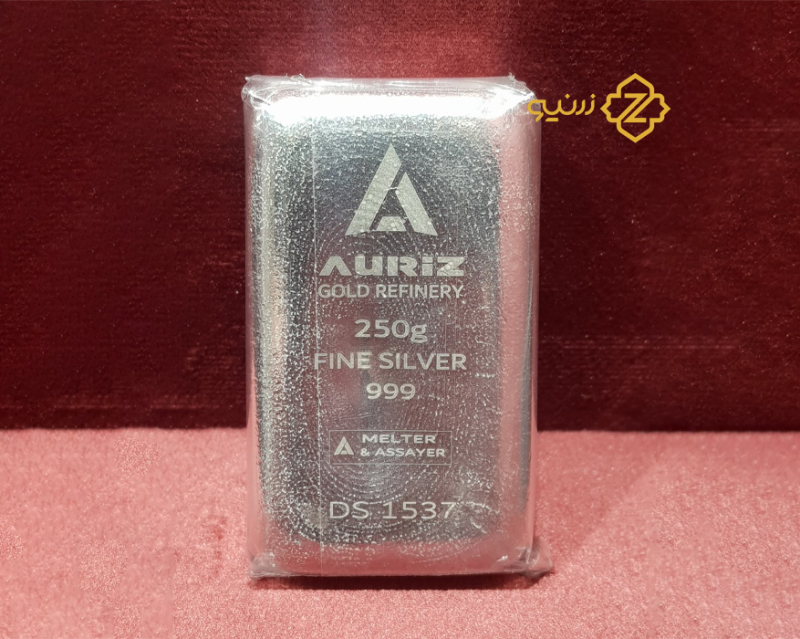 زرنیو
AURIZ
GOLD REFINERY
250g
FINE SILVER
999
MELTER
& ASSAYER
DS 1537